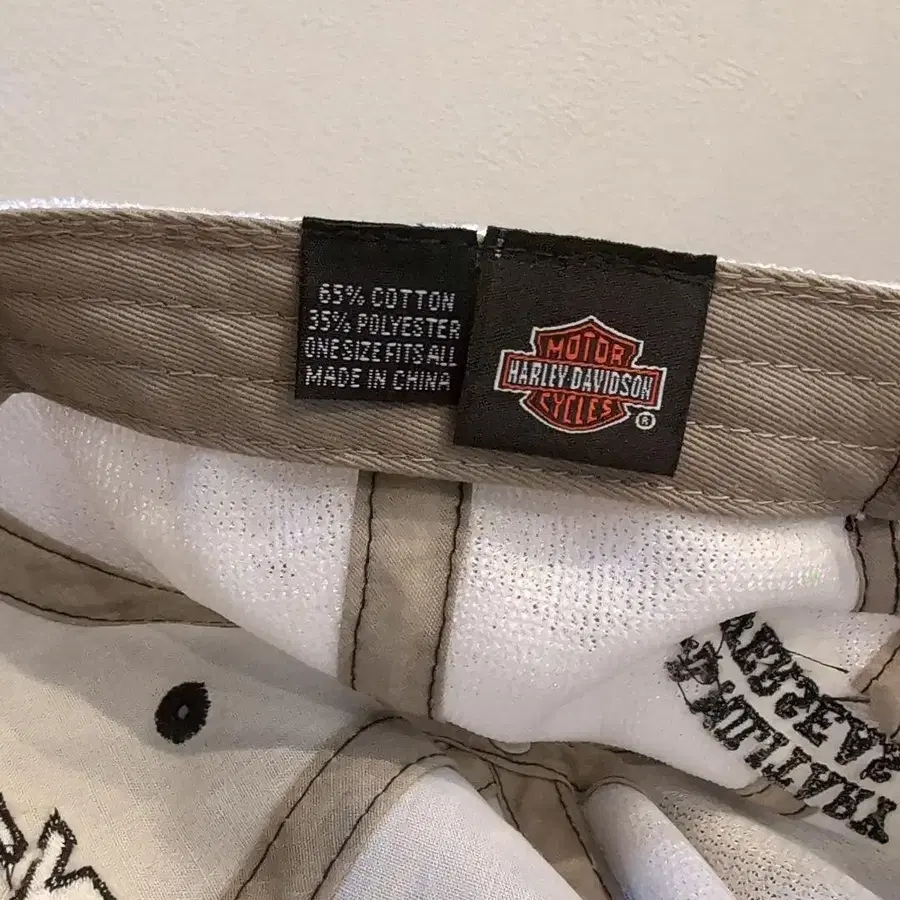 65% COTTON
35% POLYESTER
ONE SIZE FITS ALL
MADE IN CHINA
MOTOR
HARLEY-DAVIDSON
CYCLES
®